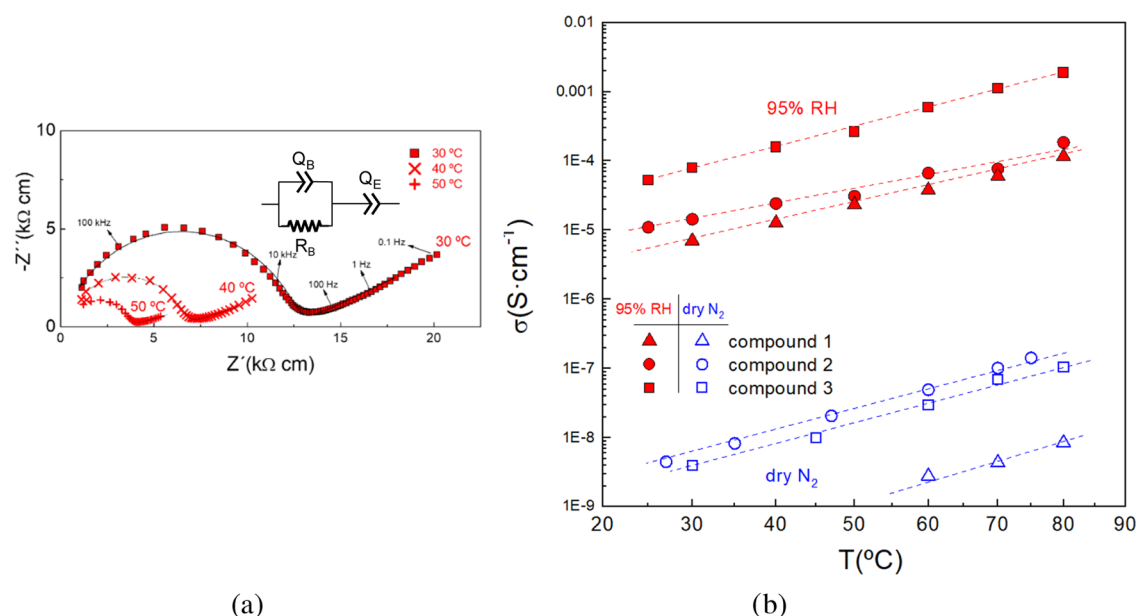 10
5
0
-Z´´(kΩ cm)
0
5
10
15
20
25
Z´(kΩ cm)
30 ºC
40 ºC
50 ºC
Q_B
Q_E
R_B
100 kHz
10 kHz
100 Hz
1 Hz
0.1 Hz
30 ºC
40 ºC
50 ºC
(a)
0.01
0.001
1E-4
1E-5
1E-6
1E-7
1E-8
1E-9
σ(S·cm⁻¹)
95% RH
95% RH dry N₂
compound 1
compound 2
compound 3
dry N₂
20
30
40
50
60
70
80
90
T(ºC)
(b)